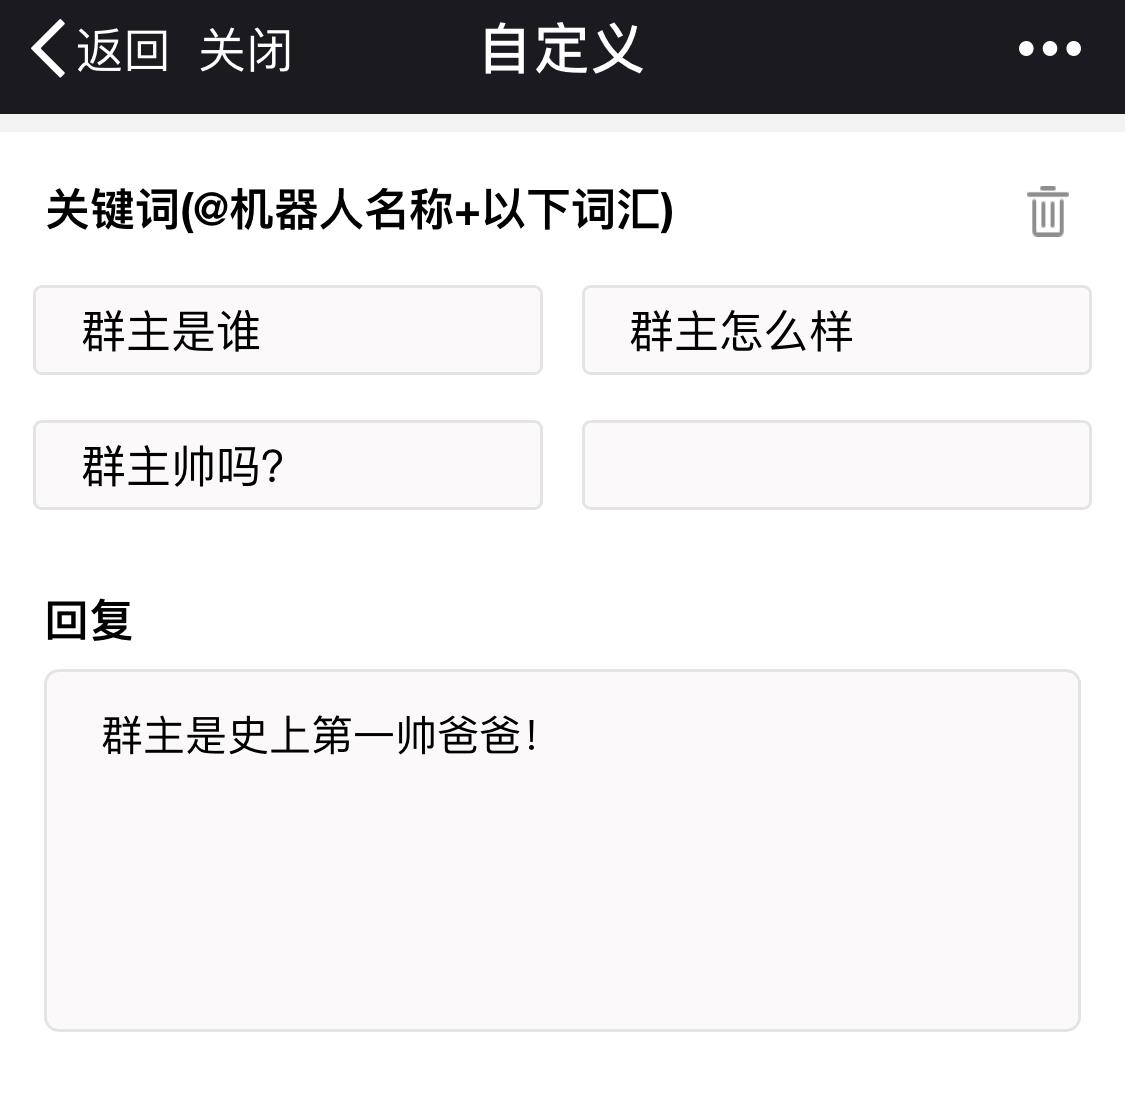 返回 关闭 自定义
关键词(@机器人名称+以下词汇)
群主是谁 群主怎么样
群主帅吗?
回复
群主是史上第一帅爸爸!